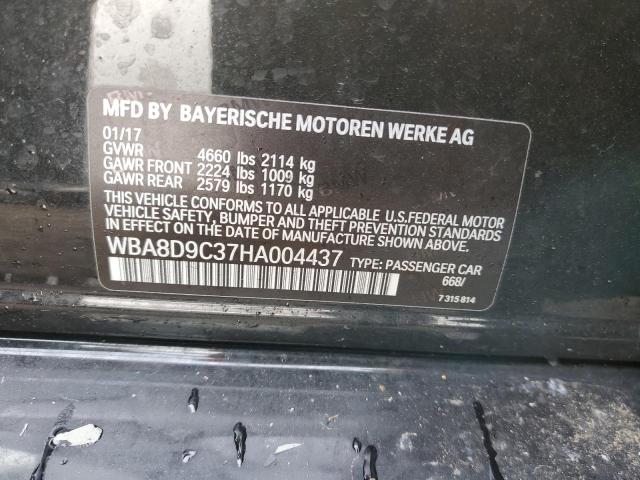 MFD BY BAYERISCHE MOTOREN WERKE AG
01/17
GVWR 4660 lbs 2114 kg
GAWR FRONT 2224 lbs 1009 kg
GAWR REAR 2579 lbs 1170 kg
THIS VEHICLE CONFORMS TO ALL APPLICABLE U.S.FEDERAL MOTOR
VEHICLE SAFETY, BUMPER, AND THEFT PREVENTION STANDARDS
IN EFFECT ON THE DATE OF MANUFACTURE SHOWN ABOVE.
WBA8D9C37HA004437 TYPE: PASSENGER CAR
668/
7 315 814